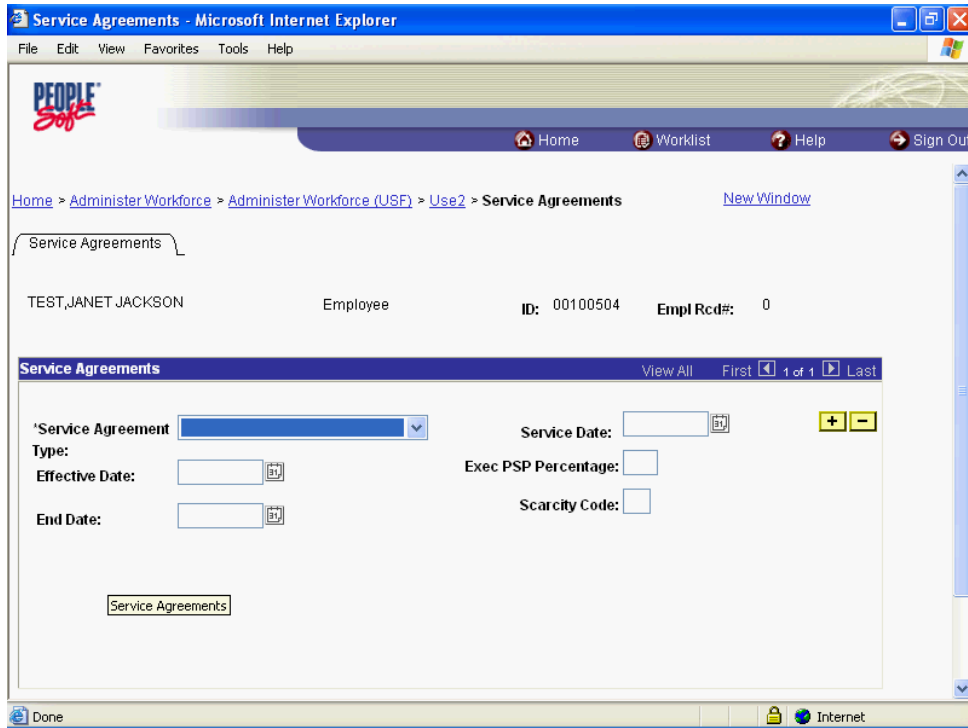 Service Agreements - Microsoft Internet Explorer
File Edit View Favorites Tools Help
PEOPLE
Soft
Home Worklist Help Sign Out
Home > Administer Workforce > Administer Workforce (USF) > Use2 > Service Agreements New Window
Service Agreements
TEST,JANET JACKSON Employee ID: 00100504 Empl Rcd#: 0
Service Agreements View All First 1 of 1 Last
*Service Agreement Service Date: 31 + -
Type:
Effective Date: 31 Exec PSP Percentage:
End Date: 31 Scarcity Code:
Service Agreements
Done Internet